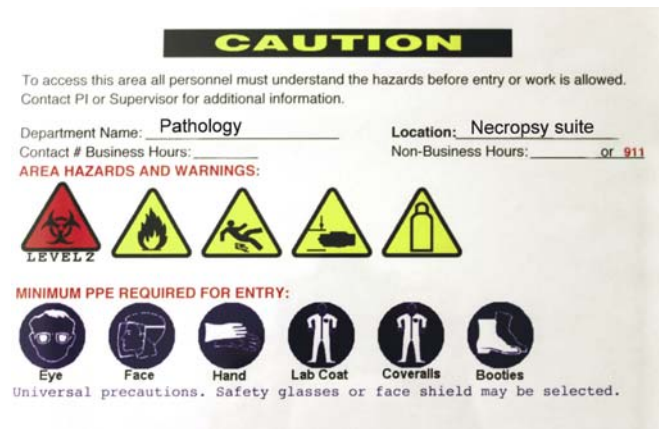 CAUTION
To access this area all personnel must understand the hazards before entry or work is allowed.
Contact PI or Supervisor for additional information.
Department Name: Pathology Location: Necropsy suite
Contact # Business Hours: Non-Business Hours: or 911
AREA HAZARDS AND WARNINGS:
LEVEL2
MINIMUM PPE REQUIRED FOR ENTRY:
Eye Face Hand Lab Coat Coveralls Booties
Universal precautions. Safety glasses or face shield may be selected.